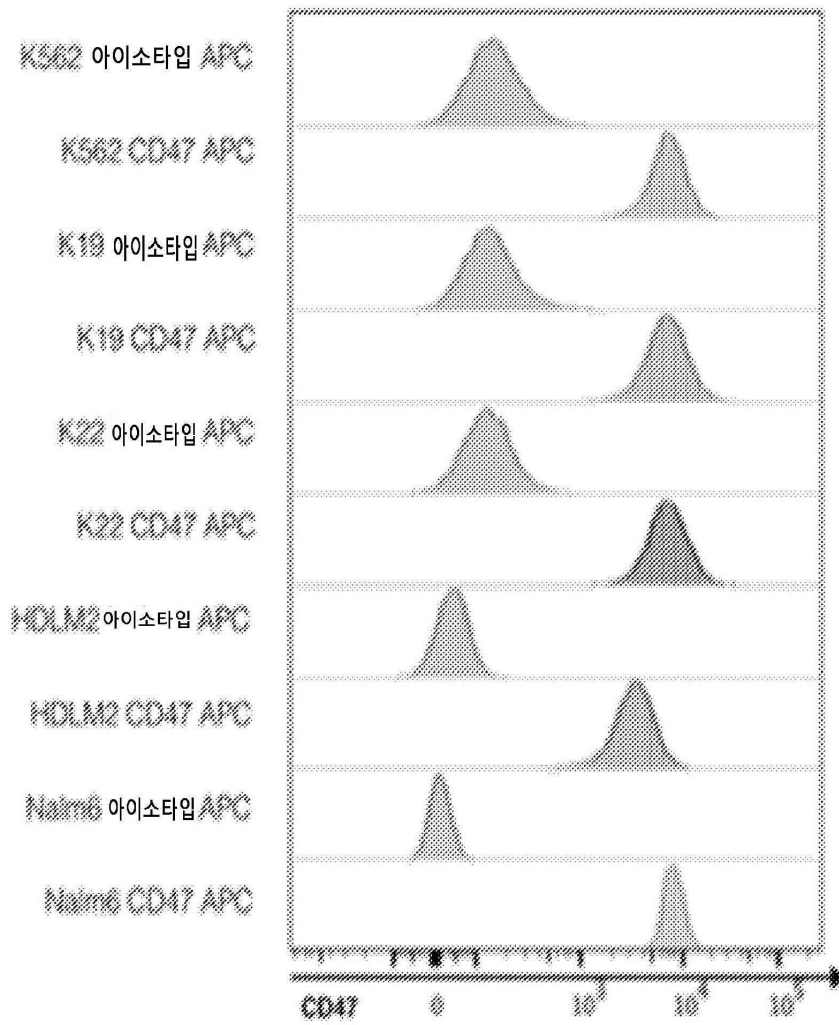 K562 아이소타입 APC
K562 CD47 APC
K19 아이소타입 APC
K19 CD47 APC
K22 아이소타입 APC
K22 CD47 APC
HDLM2 아이소타입 APC
HDLM2 CD47 APC
Nalm6 아이소타입 APC
Nalm6 CD47 APC
CD47 0 10³ 10⁴ 10⁵